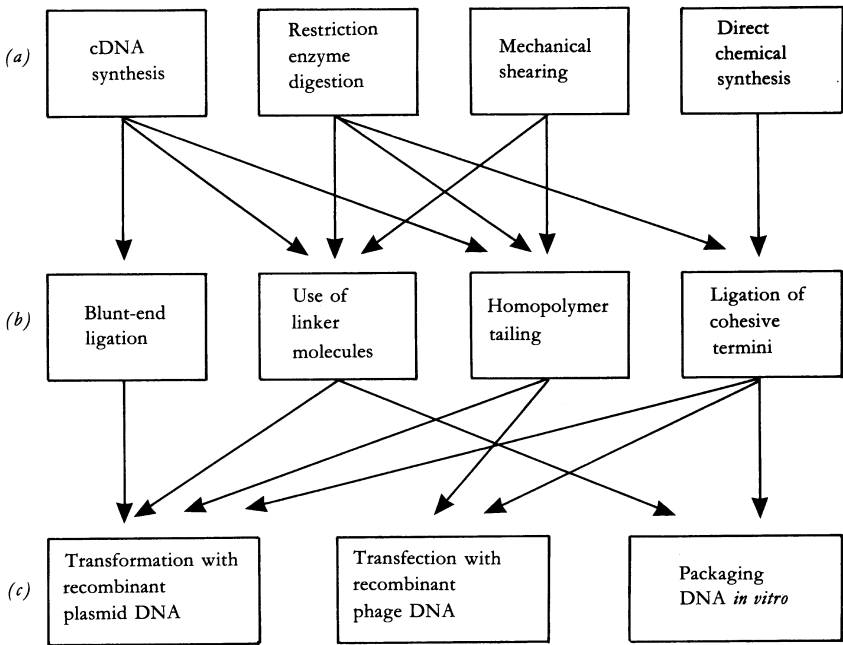 (a)
cDNA
synthesis
Restriction
enzyme
digestion
Mechanical
shearing
Direct
chemical
synthesis
(b)
Blunt-end
ligation
Use of
linker
molecules
Homopolymer
tailing
Ligation of
cohesive
termini
(c)
Transformation with
recombinant
plasmid DNA
Transfection with
recombinant
phage DNA
Packaging
DNA in vitro